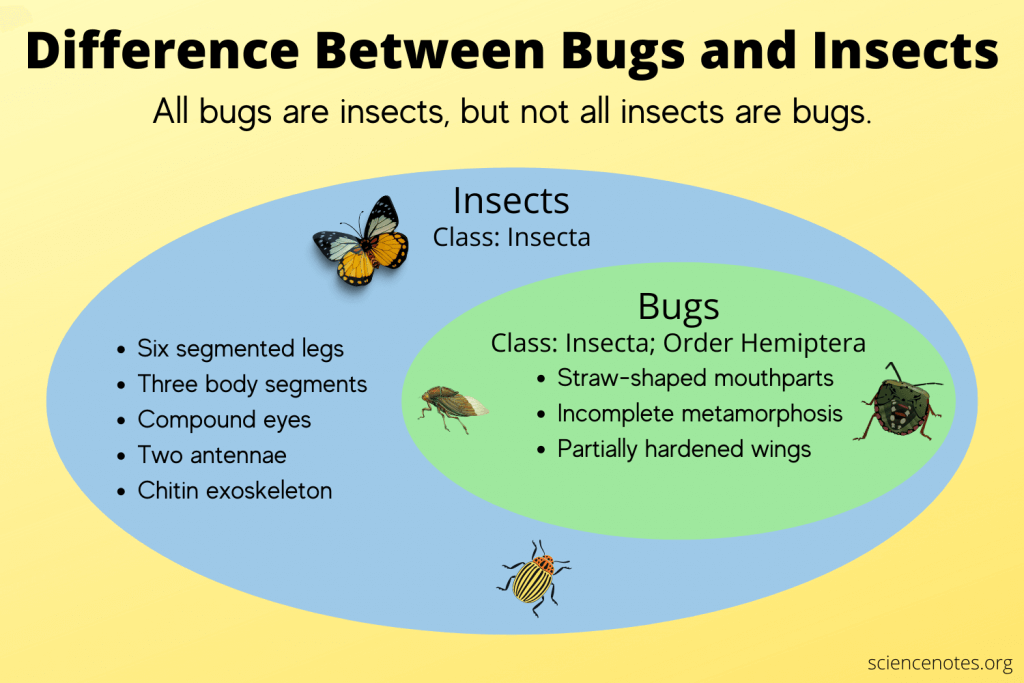 Difference Between Bugs and Insects
All bugs are insects, but not all insects are bugs.
Insects
Class: Insecta
• Six segmented legs
• Three body segments
• Compound eyes
• Two antennae
• Chitin exoskeleton
Bugs
Class: Insecta; Order Hemiptera
• Straw-shaped mouthparts
• Incomplete metamorphosis
• Partially hardened wings
sciencenotes.org